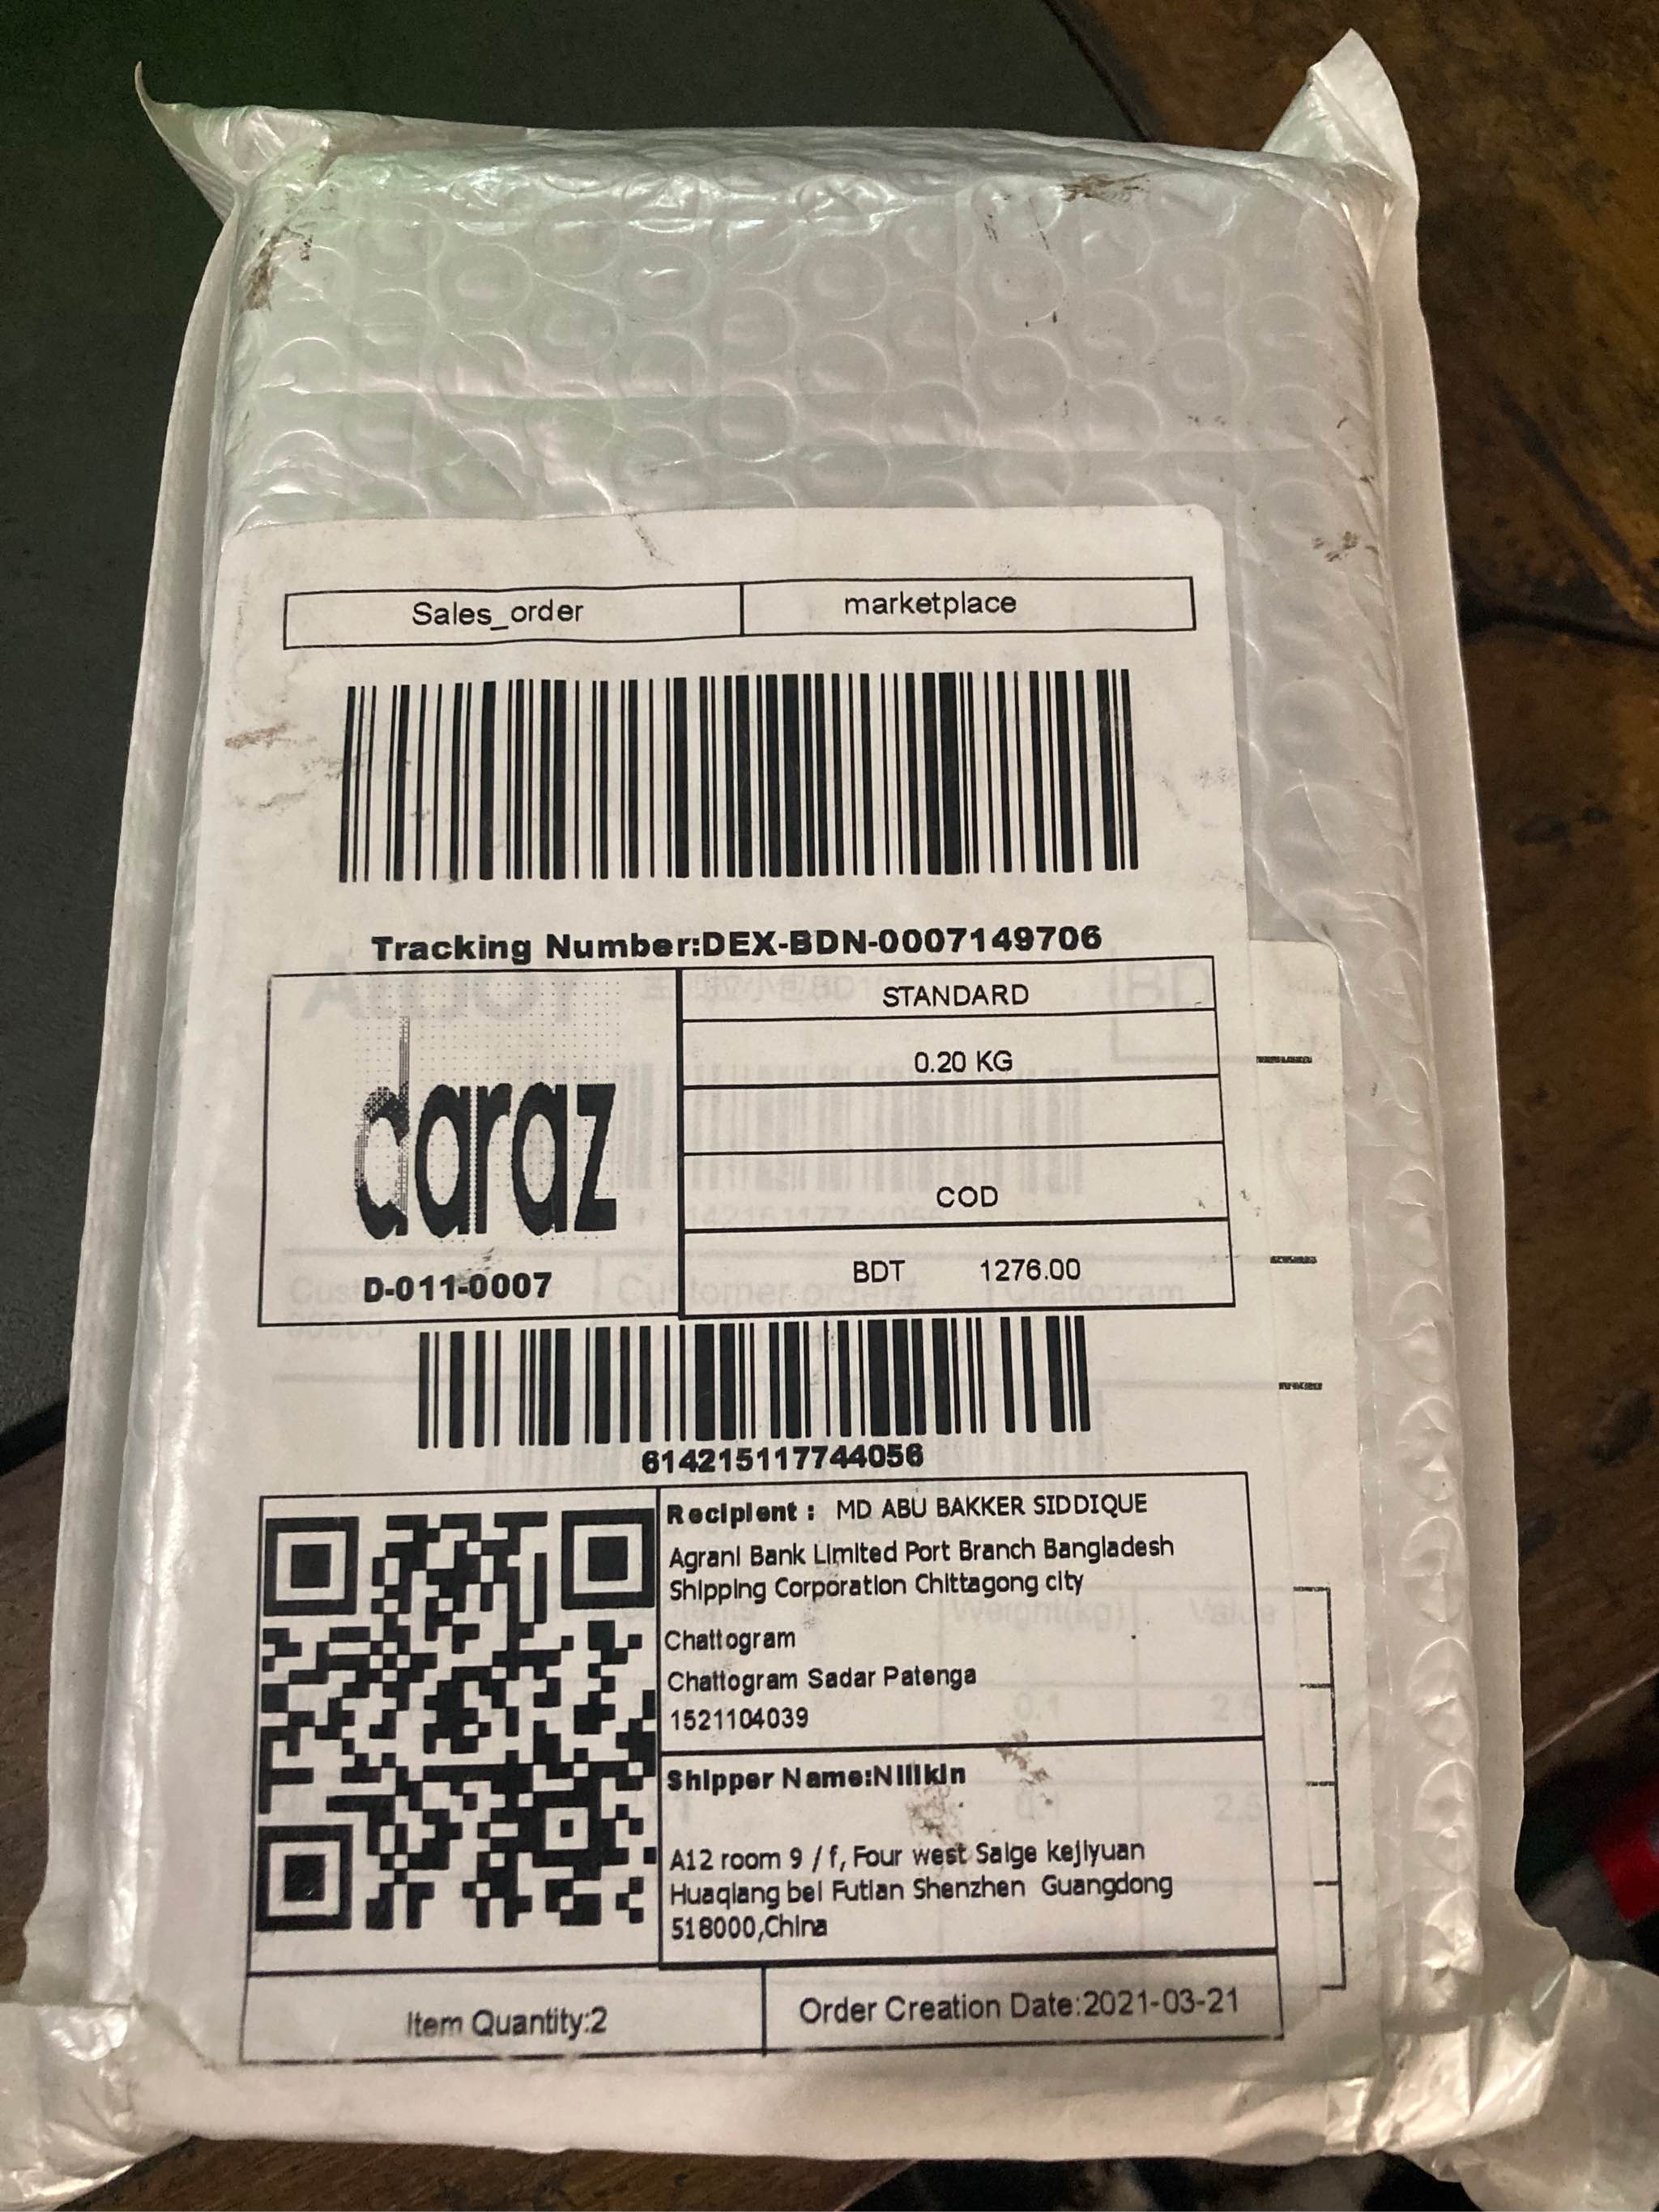 Sales_order marketplace
Tracking Number:DEX-BDN-0007149706
STANDARD
0.20 KG
daraz
COD
D-011-0007
BDT 1276.00
614215117744056
Recipient : MD ABU BAKKER SIDDIQUE
Agrani Bank Limited Port Branch Bangladesh
Shipping Corporation Chittagong city
Chattogram
Chattogram Sadar Patenga
1521104039
Shipper Name:Nillkin
A12 room 9 / f, Four west Saige kejiyuan
Huaqiang bei Futian Shenzhen Guangdong
518000,China
Item Quantity:2
Order Creation Date:2021-03-21